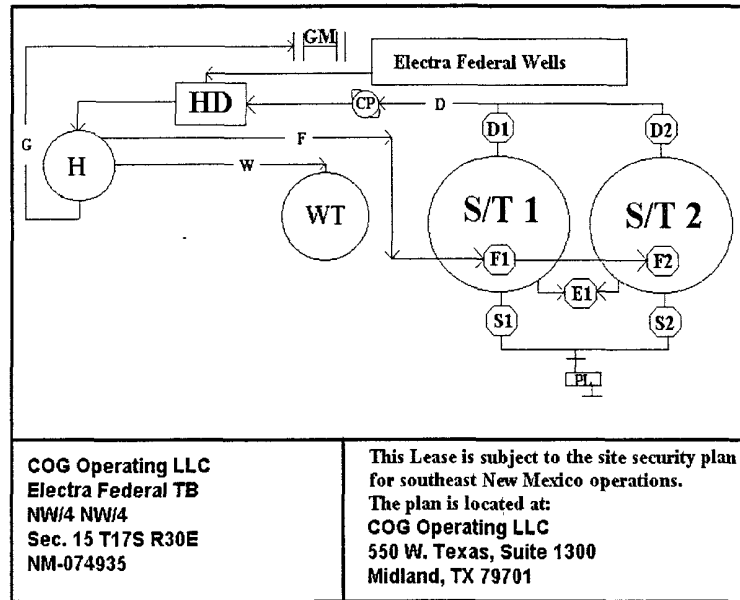 GM
Electra Federal Wells
HD
CP
D
D1
D2
G
H
F
W
WT
S/T 1
S/T 2
F1
F2
E1
S1
S2
PL
COG Operating LLC
Electra Federal TB
NW/4 NW/4
Sec. 15 T17S R30E
NM-074935
This Lease is subject to the site security plan
for southeast New Mexico operations.
The plan is located at:
COG Operating LLC
550 W. Texas, Suite 1300
Midland, TX 79701